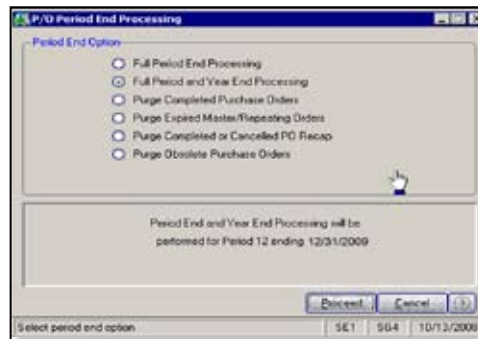 P/O Period End Processing
Period End Option
Full Period End Processing
Full Period and Year End Processing
Purge Completed Purchase Orders
Purge Expired Master/Repeating Orders
Purge Completed or Cancelled PO Recap
Purge Obsolete Purchase Orders
Period End and Year End Processing will be
performed for Period 12 ending 12/31/2009
Proceed Cancel
Select period end option SE1 SG4 10/13/2008